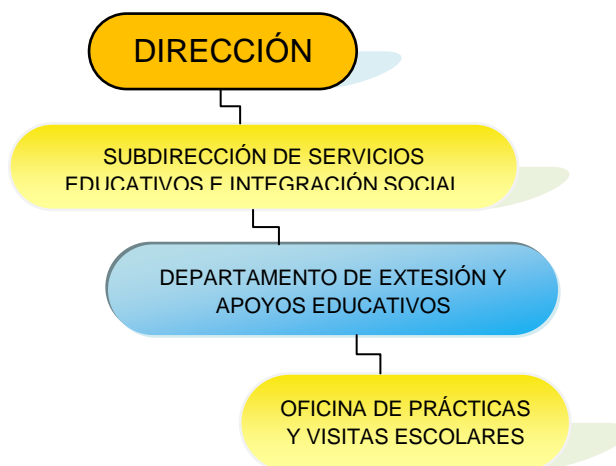 DIRECCIÓN
SUBDIRECCIÓN DE SERVICIOS
EDUCATIVOS E INTEGRACIÓN SOCIAL
DEPARTAMENTO DE EXTESIÓN Y
APOYOS EDUCATIVOS
OFICINA DE PRÁCTICAS
Y VISITAS ESCOLARES